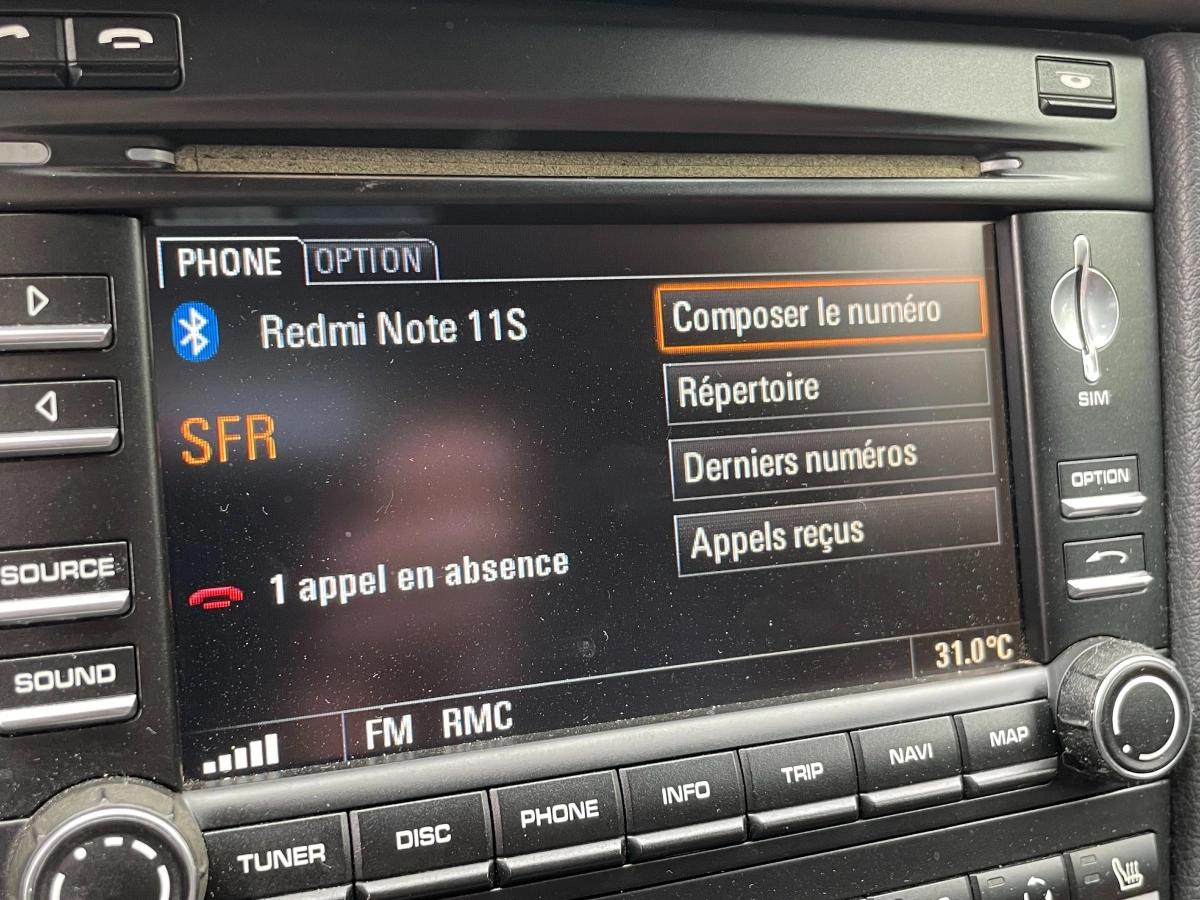 PHONE OPTION
Redmi Note 11S
SFR
1 appel en absence
Composer le numéro
Répertoire
Derniers numéros
Appels reçus
31.0°C
FM RMC
SIM
OPTION
SOURCE
SOUND
TUNER DISC PHONE INFO TRIP NAVI MAP